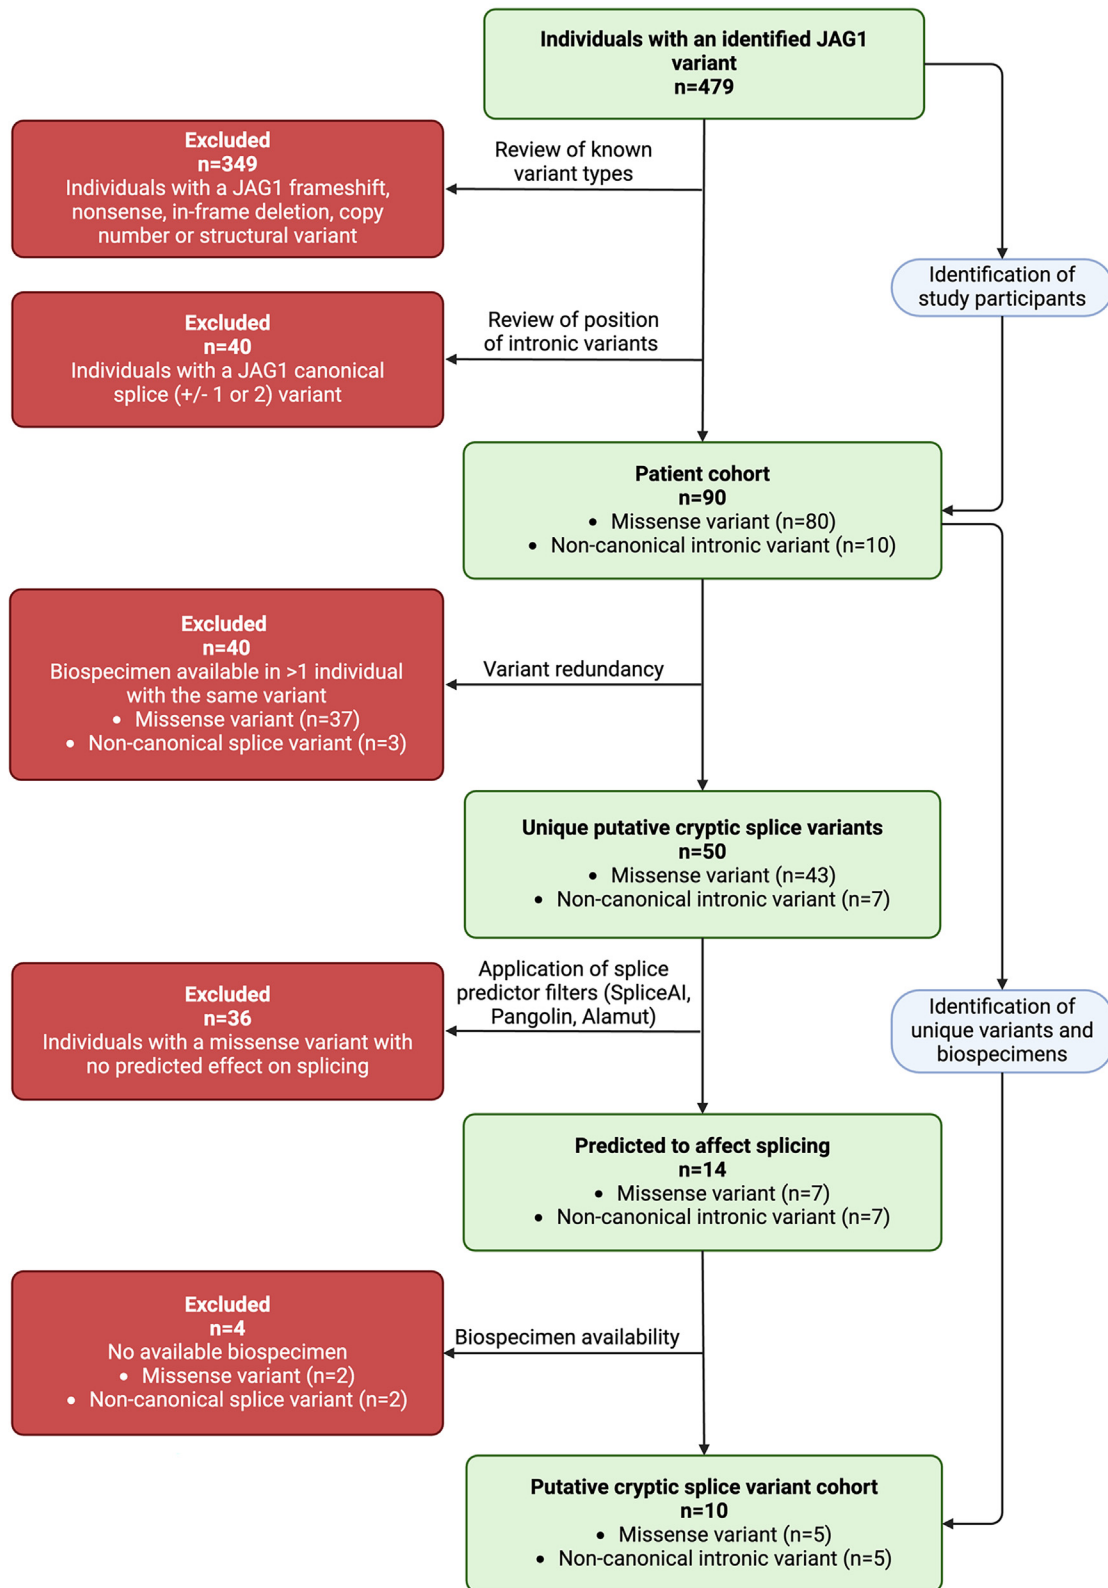 Individuals with an identified JAG1
variant
n=479
Excluded
n=349
Individuals with a JAG1 frameshift,
nonsense, in-frame deletion, copy
number or structural variant
Review of known
variant types
Identification of
study participants
Excluded
n=40
Individuals with a JAG1 canonical
splice (+/- 1 or 2) variant
Review of position
of intronic variants
Patient cohort
n=90
• Missense variant (n=80)
• Non-canonical intronic variant (n=10)
Excluded
n=40
Biospecimen available in >1 individual
with the same variant
• Missense variant (n=37)
• Non-canonical splice variant (n=3)
Variant redundancy
Unique putative cryptic splice variants
n=50
• Missense variant (n=43)
• Non-canonical intronic variant (n=7)
Excluded
n=36
Individuals with a missense variant with
no predicted effect on splicing
Application of splice
predictor filters (SpliceAI,
Pangolin, Alamut)
Identification of
unique variants and
biospecimens
Predicted to affect splicing
n=14
• Missense variant (n=7)
• Non-canonical intronic variant (n=7)
Excluded
n=4
No available biospecimen
• Missense variant (n=2)
• Non-canonical splice variant (n=2)
Biospecimen availability
Putative cryptic splice variant cohort
n=10
• Missense variant (n=5)
• Non-canonical intronic variant (n=5)